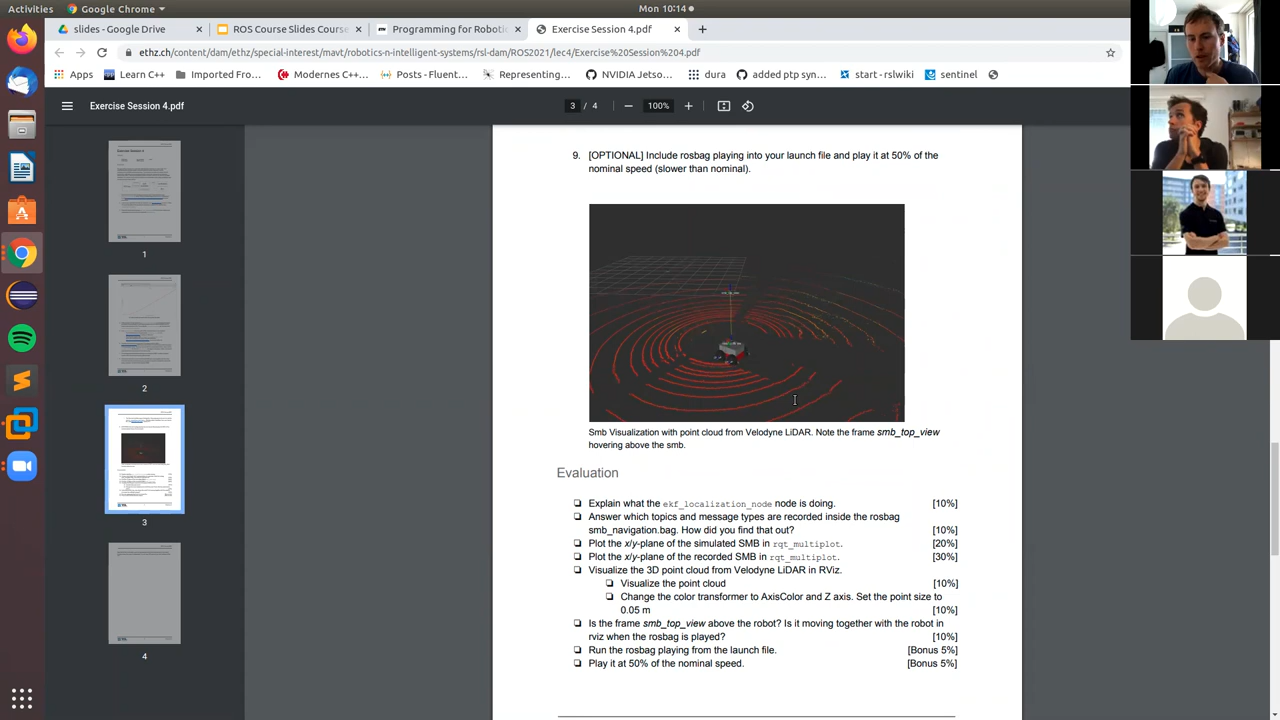 Activities
Google Chrome
Mon 10:14
slides - Google Drive
ROS Course Slides Course
Programming for Robotic
Exercise Session 4.pdf
ethz.ch/content/dam/ethz/special-interest/mavt/robotics-n-intelligent-systems/rsl-dam/ROS2021/lec4/Exercise%20Session%204.pdf
Apps
Learn C++
Imported Fro...
Modernes C++...
Posts - Fluent...
Representing...
NVIDIA Jetso...
dura
added ptp syn...
start - rslwiki
sentinel
Exercise Session 4.pdf
3 / 4
100%
1
2
3
4
9. [OPTIONAL] Include rosbag playing into your launch file and play it at 50% of the
nominal speed (slower than nominal).
Smb Visualization with point cloud from Velodyne LiDAR. Note the frame smb_top_view
hovering above the smb.
Evaluation
Explain what the ekf_localization_node node is doing. [10%]
Answer which topics and message types are recorded inside the rosbag
smb_navigation.bag. How did you find that out? [10%]
Plot the x/y-plane of the simulated SMB in rqt_multiplot. [20%]
Plot the x/y-plane of the recorded SMB in rqt_multiplot. [30%]
Visualize the 3D point cloud from Velodyne LiDAR in RViz.
Visualize the point cloud [10%]
Change the color transformer to AxisColor and Z axis. Set the point size to
0.05 m [10%]
Is the frame smb_top_view above the robot? Is it moving together with the robot in
rviz when the rosbag is played? [10%]
Run the rosbag playing from the launch file. [Bonus 5%]
Play it at 50% of the nominal speed. [Bonus 5%]